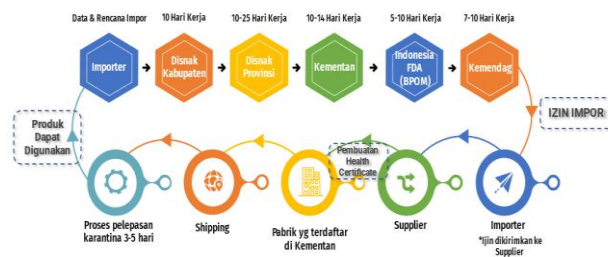 Data & Rencana Impor
10 Hari Kerja
10-25 Hari Kerja
10-14 Hari Kerja
5-10 Hari Kerja
7-10 Hari Kerja
Importer
Disnak
Kabupaten
Disnak
Provinsi
Kementan
Indonesia
FDA
(BPOM)
Kemendag
IZIN IMPOR
Produk
Dapat
Digunakan
Pembuatan
Health
Certificate
Proses pelepasan
karantina 3-5 hari
Shipping
Pabrik yg terdaftar
di Kementan
Supplier
Importer
*Ijin dikirimkan ke
Supplier